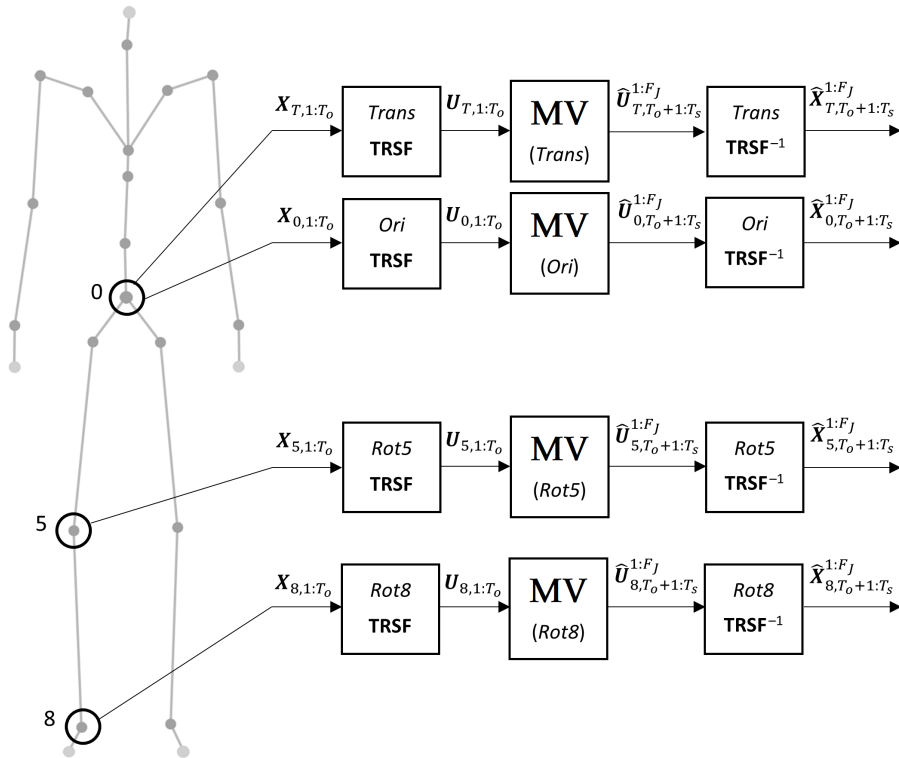 0
X_{T,1:T_o} Trans TRSF U_{T,1:T_o} MV (Trans) Û^{1:F_J}_{T,T_o+1:T_s} Trans TRSF⁻¹ X̂^{1:F_J}_{T,T_o+1:T_s}
X_{0,1:T_o} Ori TRSF U_{0,1:T_o} MV (Ori) Û^{1:F_J}_{0,T_o+1:T_s} Ori TRSF⁻¹ X̂^{1:F_J}_{0,T_o+1:T_s}
5
X_{5,1:T_o} Rot5 TRSF U_{5,1:T_o} MV (Rot5) Û^{1:F_J}_{5,T_o+1:T_s} Rot5 TRSF⁻¹ X̂^{1:F_J}_{5,T_o+1:T_s}
8
X_{8,1:T_o} Rot8 TRSF U_{8,1:T_o} MV (Rot8) Û^{1:F_J}_{8,T_o+1:T_s} Rot8 TRSF⁻¹ X̂^{1:F_J}_{8,T_o+1:T_s}